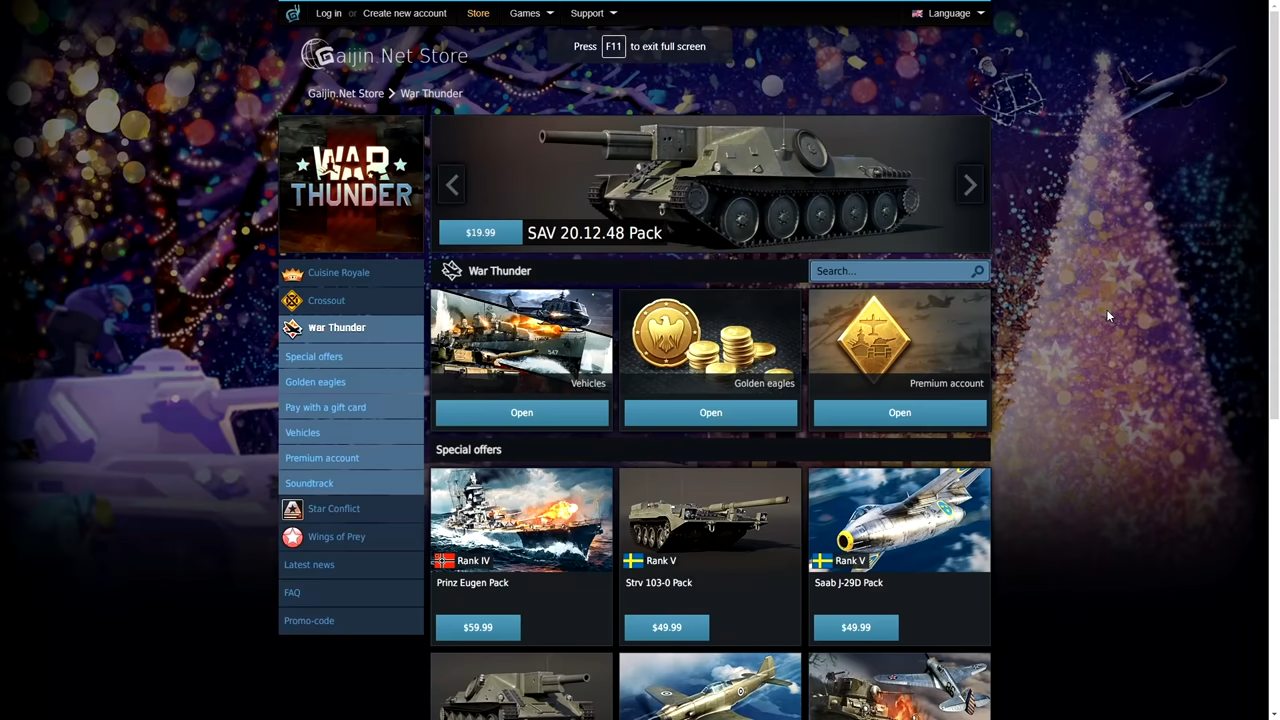 Log in or Create new account Store Games Support Language
Press F11 to exit full screen
Gaijin.Net Store
Gaijin.Net Store > War Thunder
WAR
THUNDER
$19.99 SAV 20.12.48 Pack
War Thunder
Search...
Cuisine Royale
Crossout
War Thunder
Special offers
Golden eagles
Pay with a gift card
Vehicles
Premium account
Soundtrack
Star Conflict
Wings of Prey
Latest news
FAQ
Promo-code
Vehicles
Open
Golden eagles
Open
Premium account
Open
Special offers
Rank IV
Prinz Eugen Pack
$59.99
Rank V
Strv 103-0 Pack
$49.99
Rank V
Saab J-29D Pack
$49.99